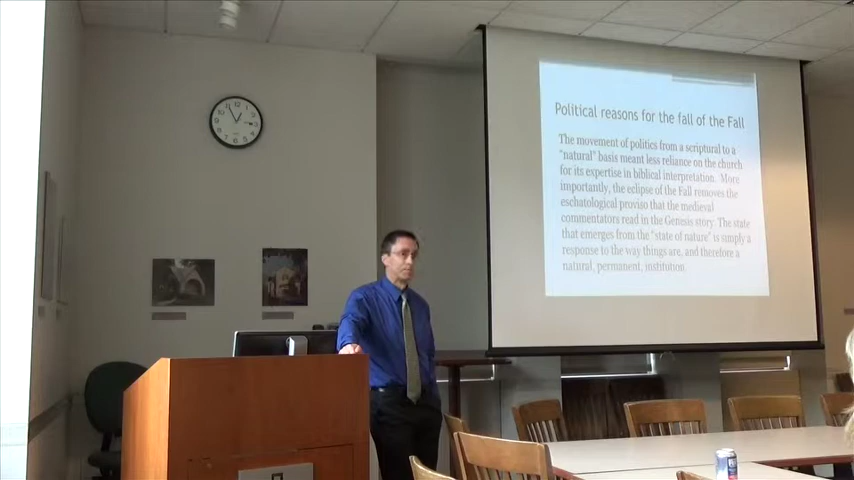 Political reasons for the fall of the Fall
The movement of politics from a scriptural to a
"natural" basis meant less reliance on the church
for its expertise in biblical interpretation. More
importantly, the eclipse of the Fall removes the
eschatological proviso that the medieval
commentators read in the Genesis story. The state
that emerges from the "state of nature" is simply a
response to the way things are, and therefore a
natural, permanent, institution.